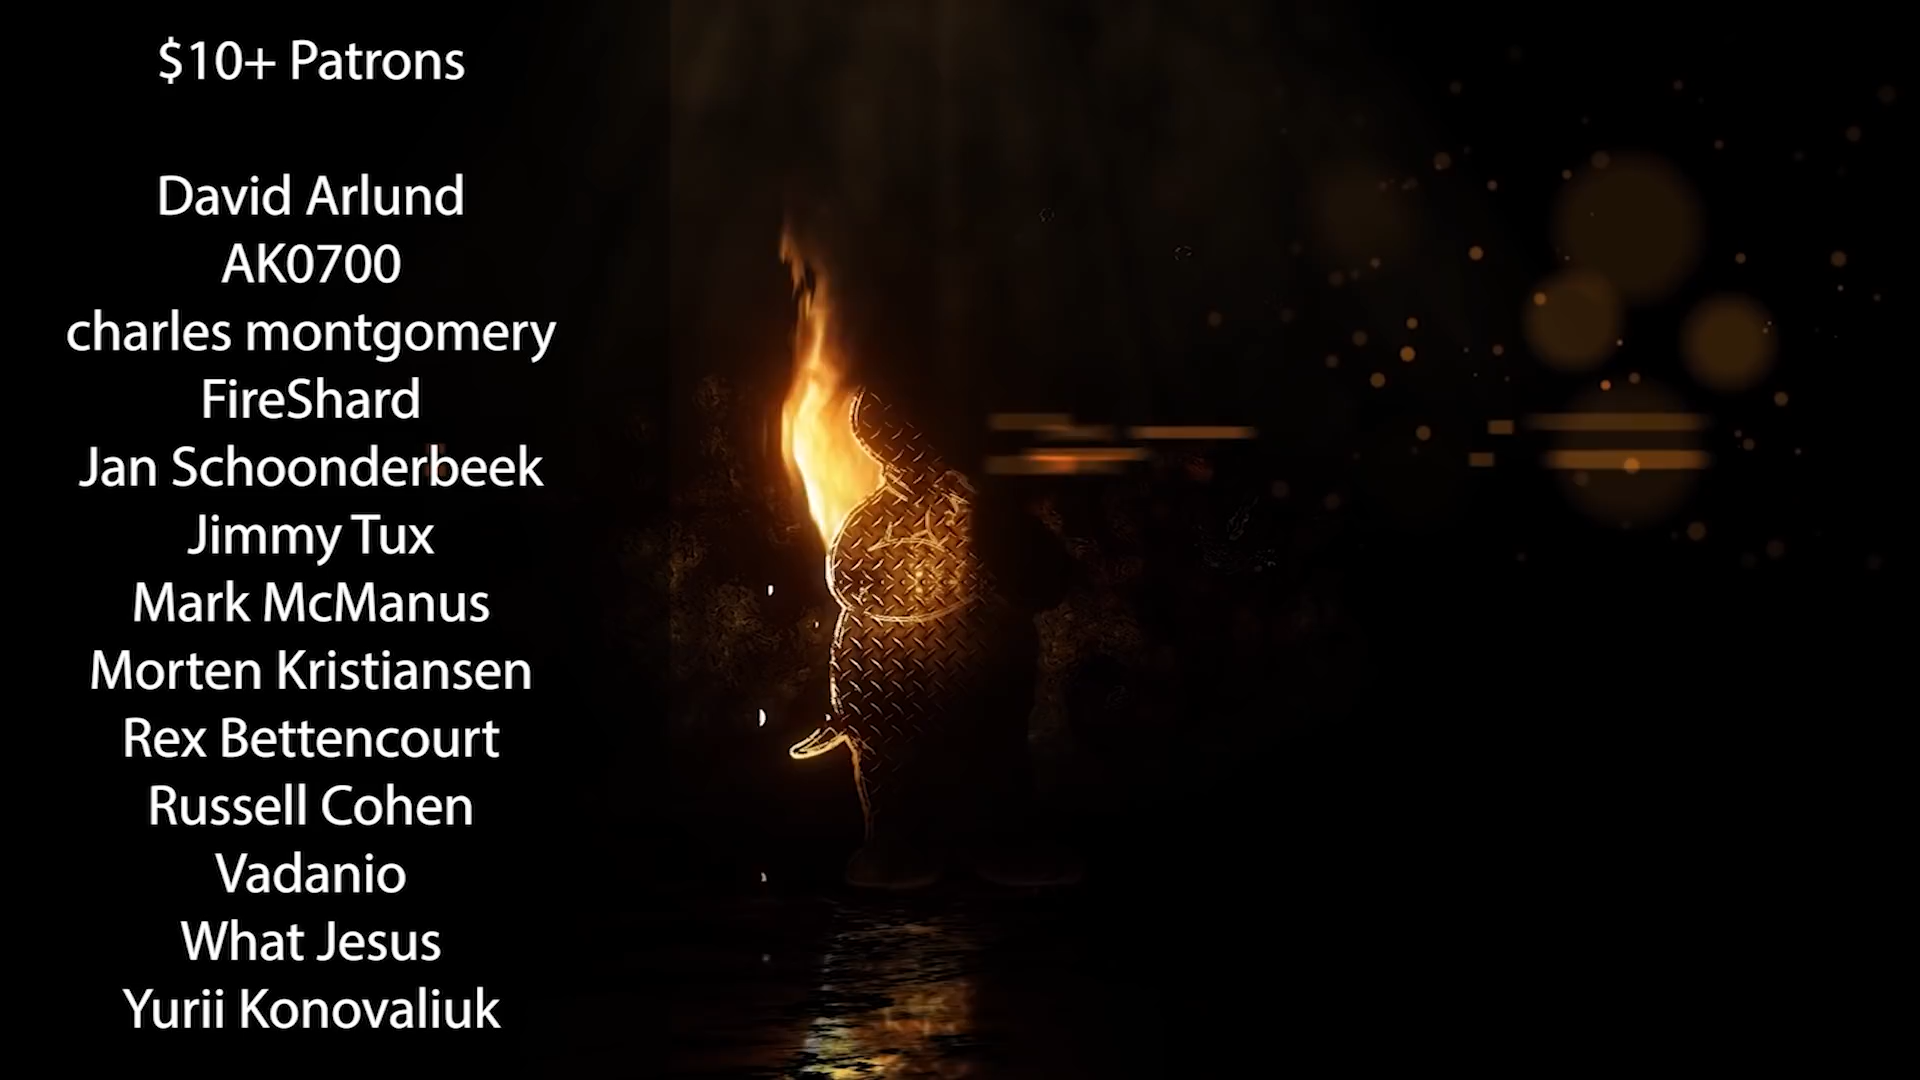 $10+ Patrons
David Arlund
AK0700
charles montgomery
FireShard
Jan Schoonderbeek
Jimmy Tux
Mark McManus
Morten Kristiansen
Rex Bettencourt
Russell Cohen
Vadanio
What Jesus
Yurii Konovaliuk